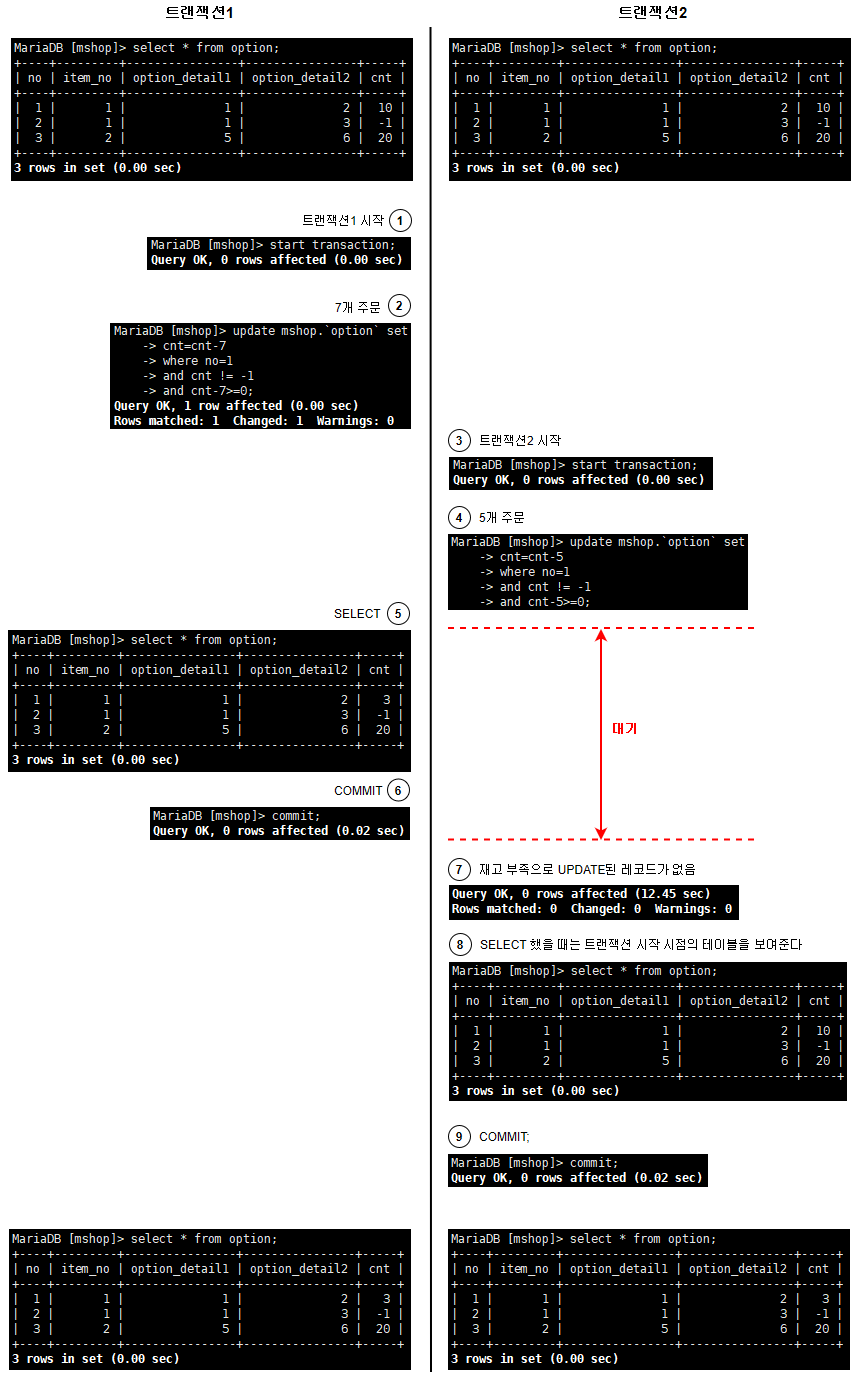 트랜잭션1
트랜잭션2
MariaDB [mshop]> select * from option;
+----+---------+----------------+----------------+-----+
| no | item_no | option_detail1 | option_detail2 | cnt |
+----+---------+----------------+----------------+-----+
|  1 |       1 |              1 |              2 |  10 |
|  2 |       1 |              1 |              3 |  -1 |
|  3 |       2 |              5 |              6 |  20 |
+----+---------+----------------+----------------+-----+
3 rows in set (0.00 sec)
MariaDB [mshop]> select * from option;
+----+---------+----------------+----------------+-----+
| no | item_no | option_detail1 | option_detail2 | cnt |
+----+---------+----------------+----------------+-----+
|  1 |       1 |              1 |              2 |  10 |
|  2 |       1 |              1 |              3 |  -1 |
|  3 |       2 |              5 |              6 |  20 |
+----+---------+----------------+----------------+-----+
3 rows in set (0.00 sec)
트랜잭션1 시작 1
MariaDB [mshop]> start transaction;
Query OK, 0 rows affected (0.00 sec)
7개 주문 2
MariaDB [mshop]> update mshop.`option` set
    -> cnt=cnt-7
    -> where no=1
    -> and cnt != -1
    -> and cnt-7>=0;
Query OK, 1 row affected (0.00 sec)
Rows matched: 1  Changed: 1  Warnings: 0
3 트랜잭션2 시작
MariaDB [mshop]> start transaction;
Query OK, 0 rows affected (0.00 sec)
4 5개 주문
MariaDB [mshop]> update mshop.`option` set
    -> cnt=cnt-5
    -> where no=1
    -> and cnt != -1
    -> and cnt-5>=0;
SELECT 5
MariaDB [mshop]> select * from option;
+----+---------+----------------+----------------+-----+
| no | item_no | option_detail1 | option_detail2 | cnt |
+----+---------+----------------+----------------+-----+
|  1 |       1 |              1 |              2 |   3 |
|  2 |       1 |              1 |              3 |  -1 |
|  3 |       2 |              5 |              6 |  20 |
+----+---------+----------------+----------------+-----+
3 rows in set (0.00 sec)
대기
COMMIT 6
MariaDB [mshop]> commit;
Query OK, 0 rows affected (0.02 sec)
7 재고 부족으로 UPDATE된 레코드가 없음
Query OK, 0 rows affected (12.45 sec)
Rows matched: 0  Changed: 0  Warnings: 0
8 SELECT 했을 때는 트랜잭션 시작 시점의 테이블을 보여준다
MariaDB [mshop]> select * from option;
+----+---------+----------------+----------------+-----+
| no | item_no | option_detail1 | option_detail2 | cnt |
+----+---------+----------------+----------------+-----+
|  1 |       1 |              1 |              2 |  10 |
|  2 |       1 |              1 |              3 |  -1 |
|  3 |       2 |              5 |              6 |  20 |
+----+---------+----------------+----------------+-----+
3 rows in set (0.00 sec)
9 COMMIT;
MariaDB [mshop]> commit;
Query OK, 0 rows affected (0.02 sec)
MariaDB [mshop]> select * from option;
+----+---------+----------------+----------------+-----+
| no | item_no | option_detail1 | option_detail2 | cnt |
+----+---------+----------------+----------------+-----+
|  1 |       1 |              1 |              2 |   3 |
|  2 |       1 |              1 |              3 |  -1 |
|  3 |       2 |              5 |              6 |  20 |
+----+---------+----------------+----------------+-----+
3 rows in set (0.00 sec)
MariaDB [mshop]> select * from option;
+----+---------+----------------+----------------+-----+
| no | item_no | option_detail1 | option_detail2 | cnt |
+----+---------+----------------+----------------+-----+
|  1 |       1 |              1 |              2 |   3 |
|  2 |       1 |              1 |              3 |  -1 |
|  3 |       2 |              5 |              6 |  20 |
+----+---------+----------------+----------------+-----+
3 rows in set (0.00 sec)